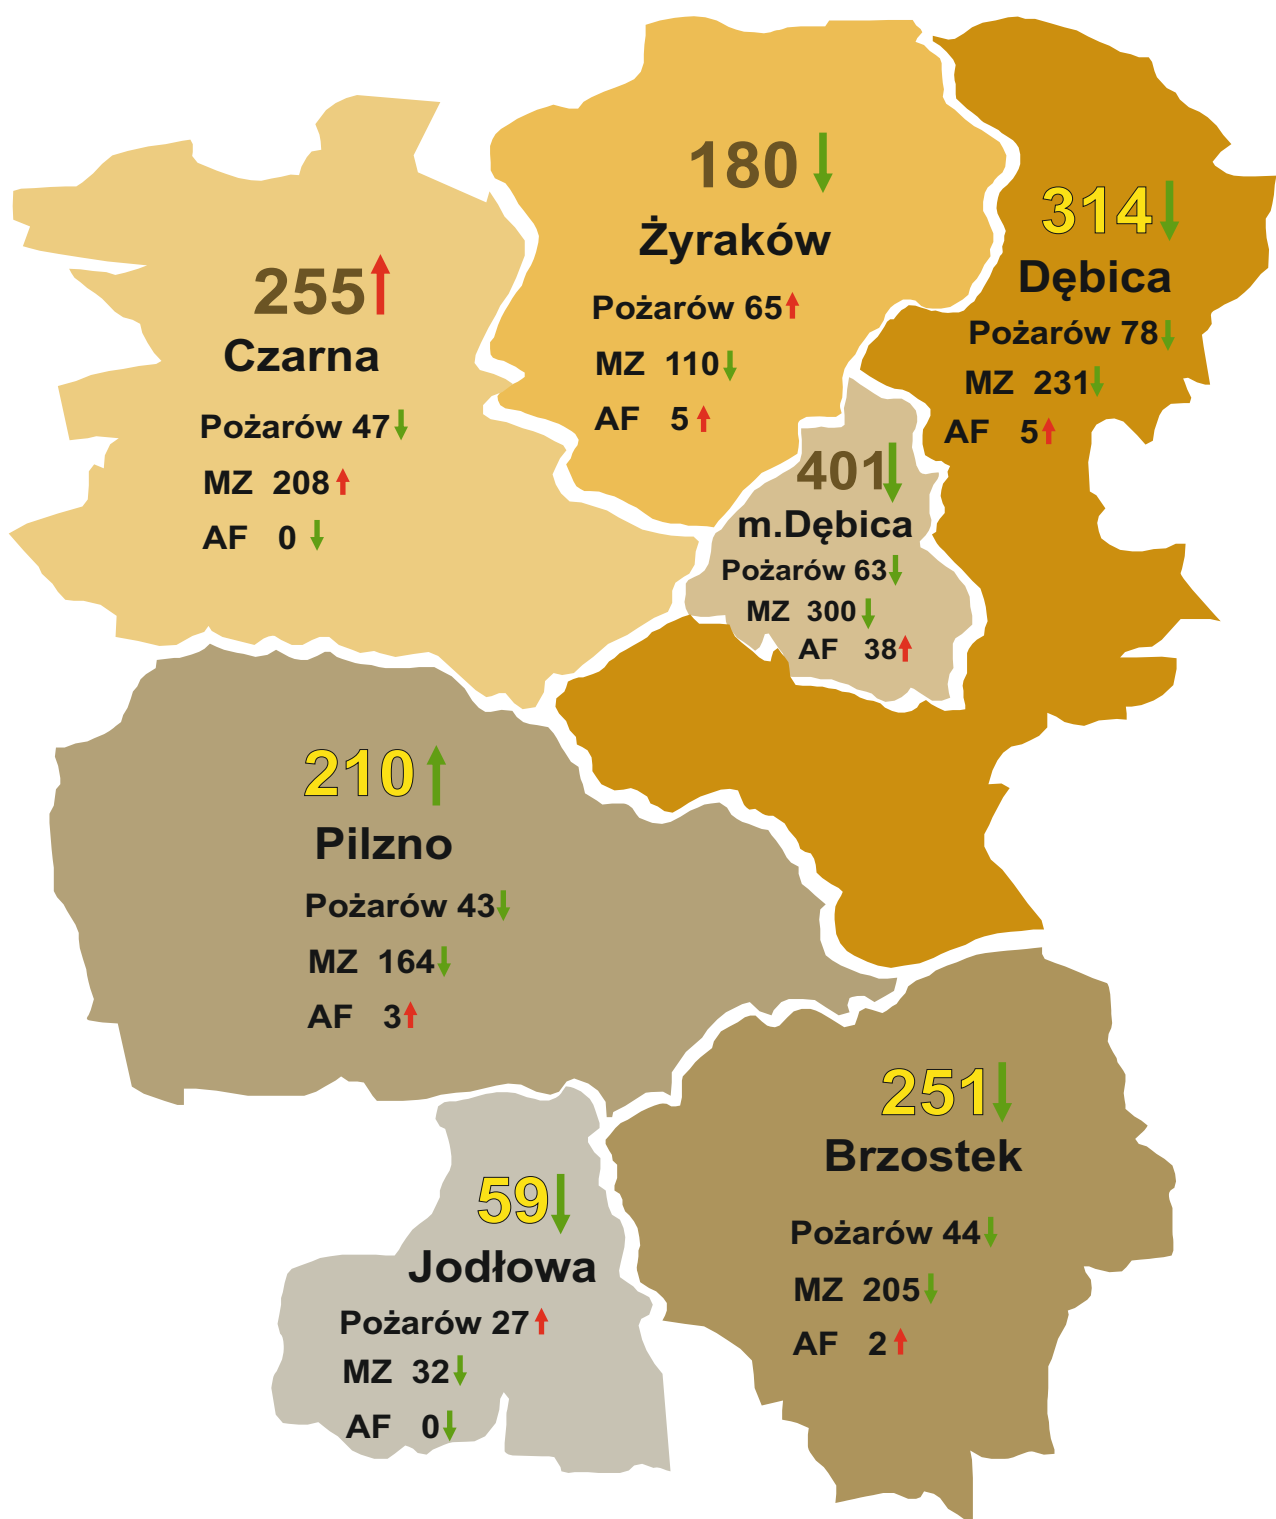 180
Żyraków
Pożarów 65
MZ 110
AF 5
314
Dębica
Pożarów 78
MZ 231
AF 5
255
Czarna
Pożarów 47
MZ 208
AF 0
401
m.Dębica
Pożarów 63
MZ 300
AF 38
210
Pilzno
Pożarów 43
MZ 164
AF 3
251
Brzostek
Pożarów 44
MZ 205
AF 2
59
Jodłowa
Pożarów 27
MZ 32
AF 0